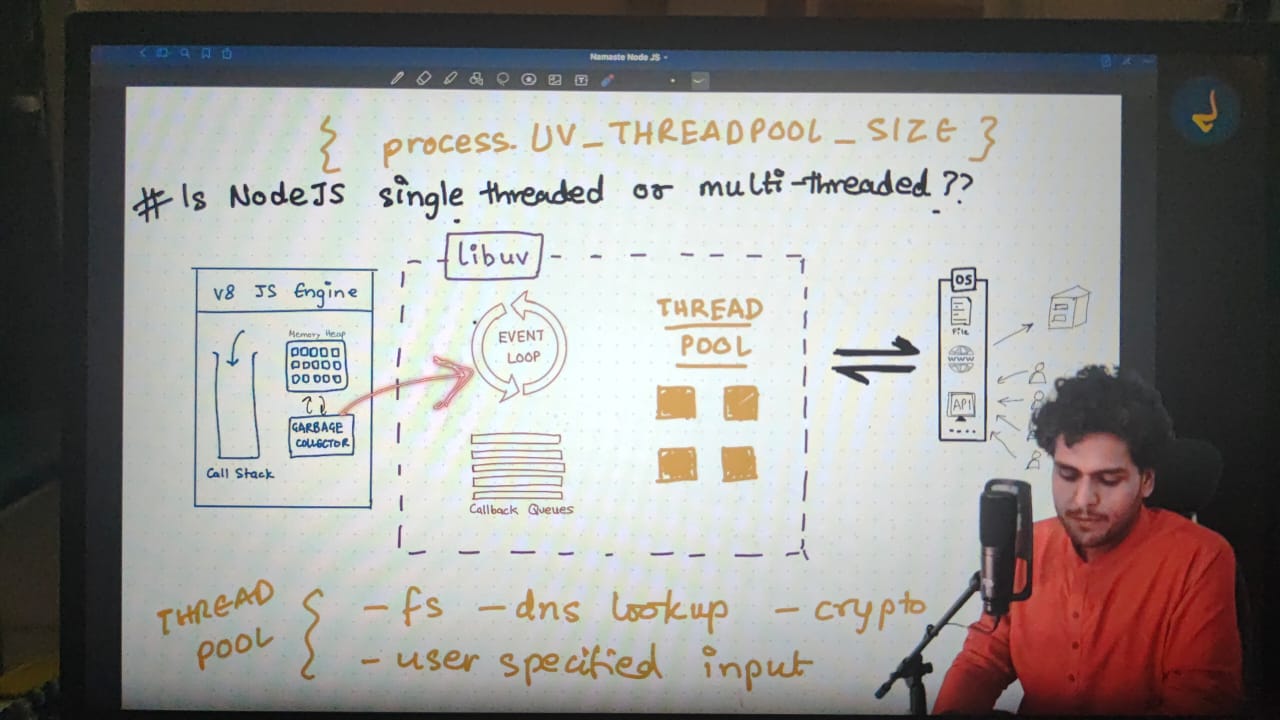 Namaste Node JS
{ process. UV_THREADPOOL_SIZE }
# Is NodeJS single threaded or multi-threaded ??
libuv
V8 JS Engine
Memory Heap
GARBAGE
COLLECTOR
Call Stack
EVENT
LOOP
Callback Queues
THREAD
POOL
OS
File
www
API
THREAD
POOL
{ - fs - dns lookup - crypto
- user specified input